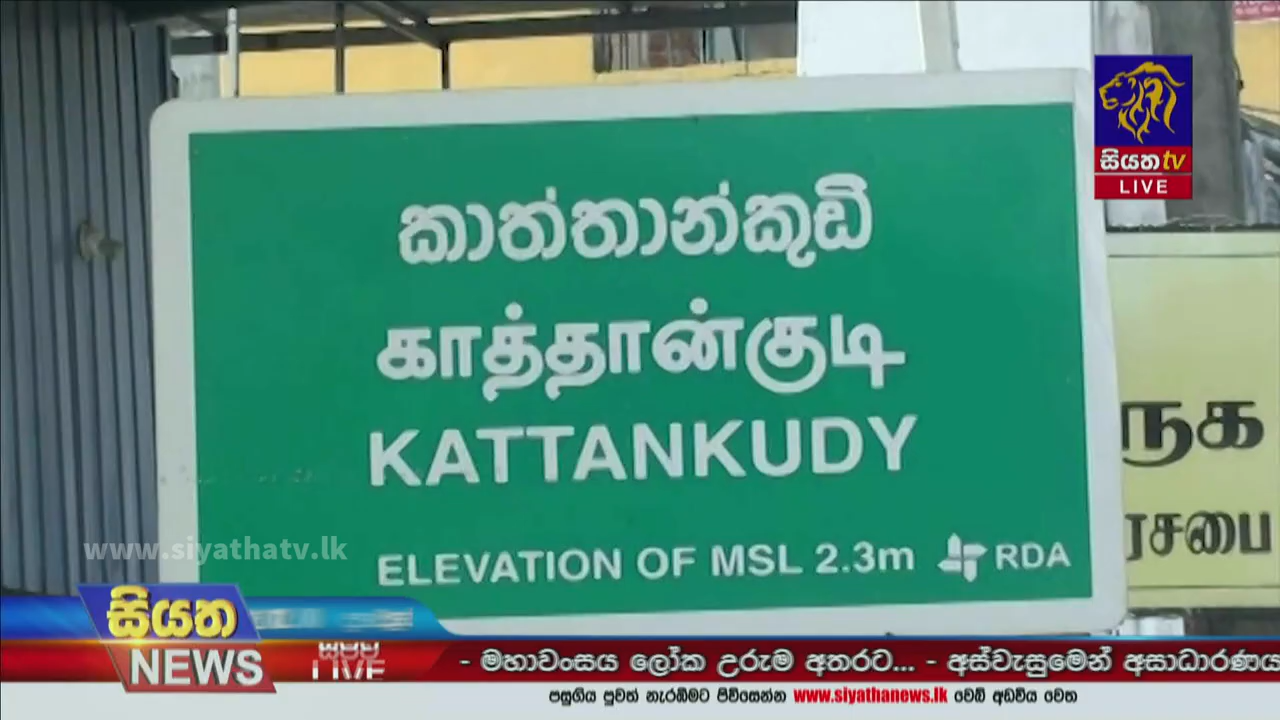 සියත tv
LIVE
කාත්තාන්කුඩි
காத்தான்குடி
KATTANKUDY
ELEVATION OF MSL 2.3m
RDA
ருக
ரசபை
www.siyathatv.lk
සියත
NEWS
LIVE
- මහාවංසය ලෝක උරුම අතරට... - අස්වැසුමෙන් අසාධාරණය
පසුගිය පුවත් නැරඹීමට පිවිසෙන්න www.siyathanews.lk වෙබ් අඩවිය වෙත